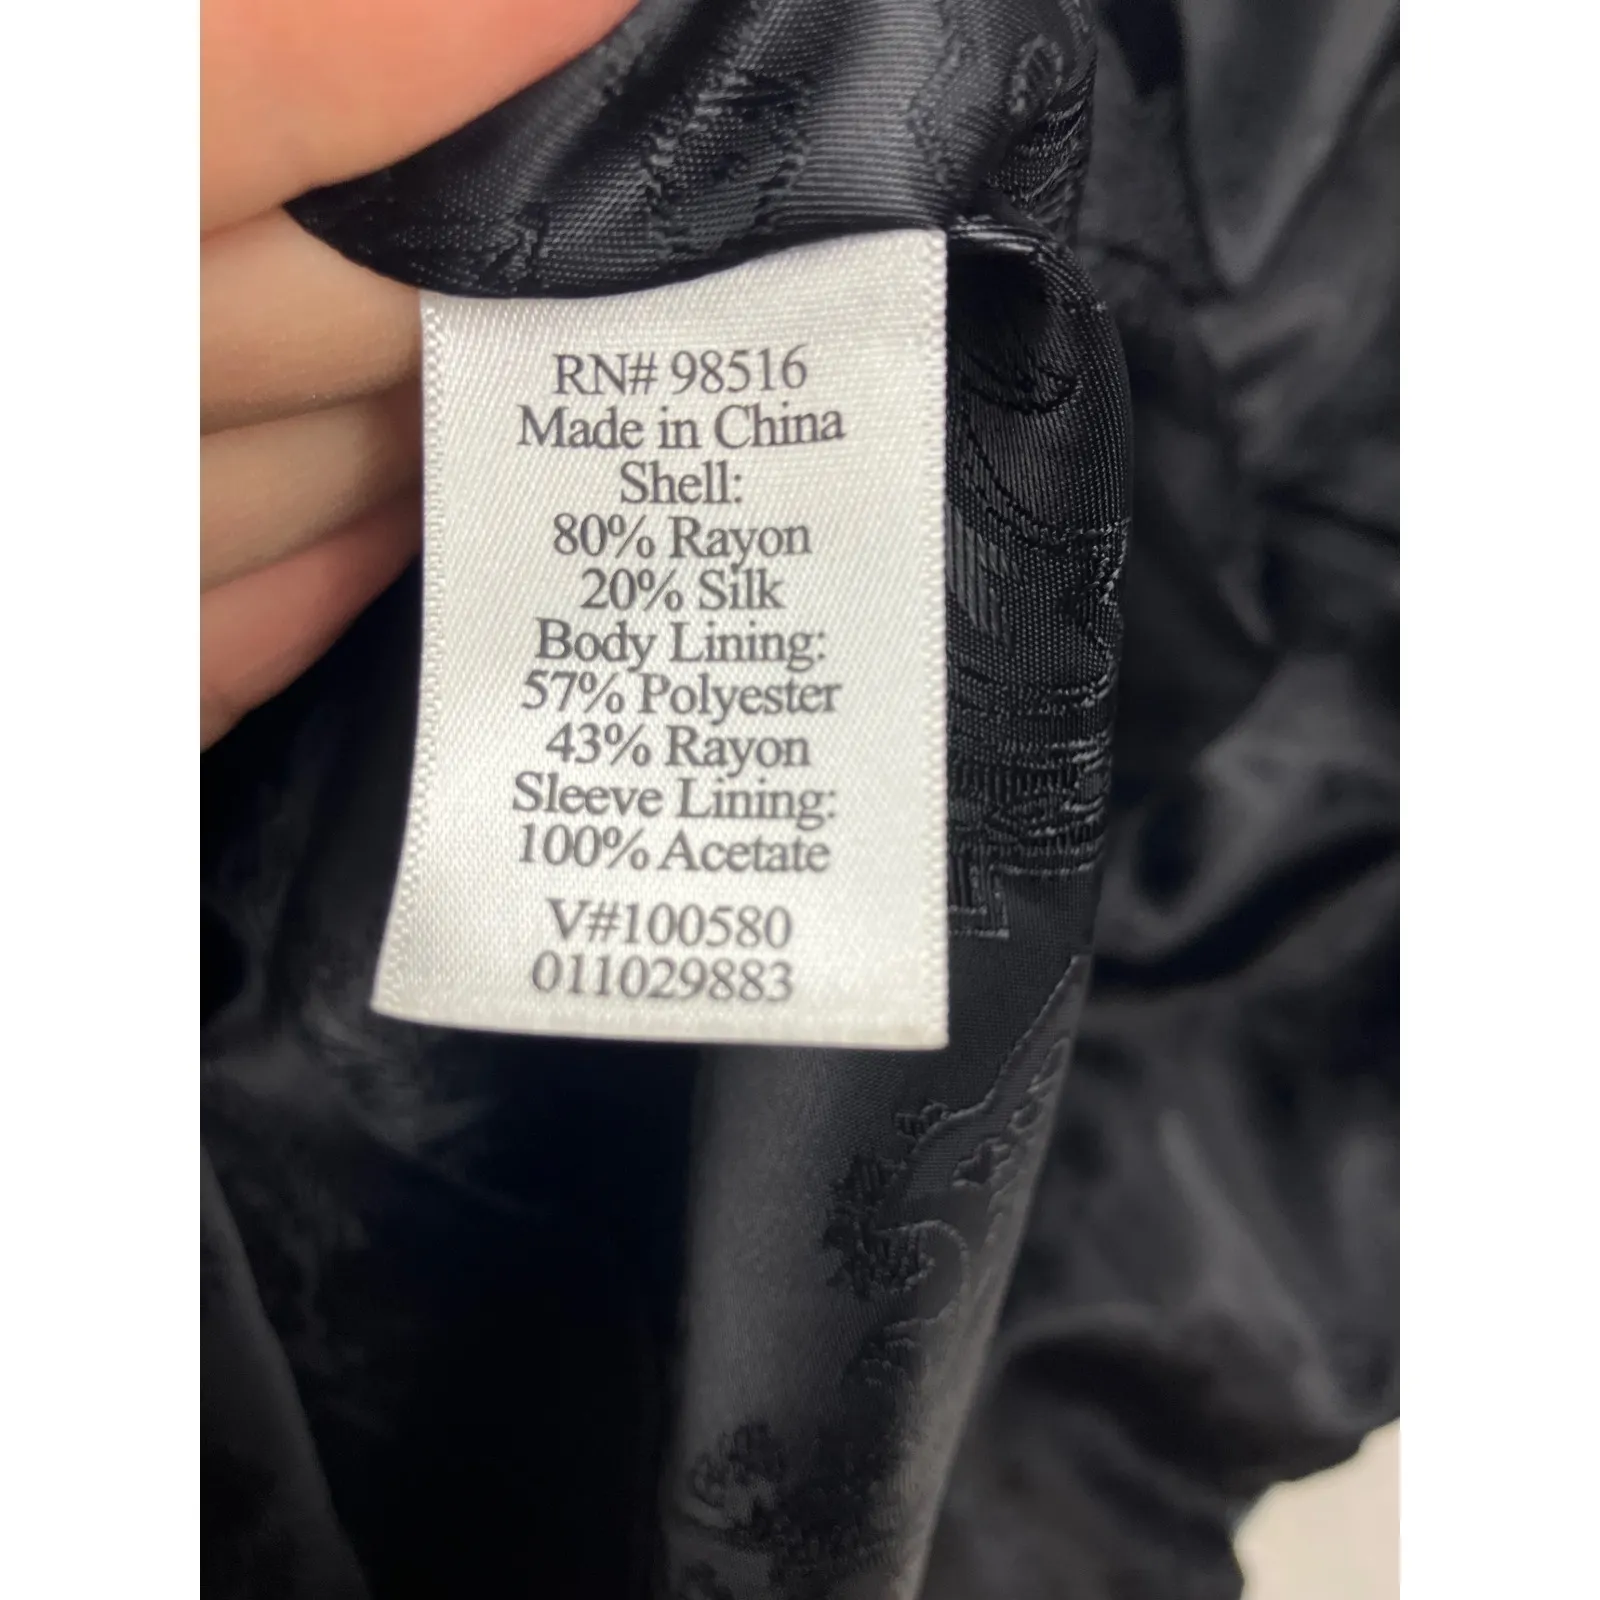 RN# 98516
Made in China
Shell:
80% Rayon
20% Silk
Body Lining:
57% Polyester
43% Rayon
Sleeve Lining:
100% Acetate
V#100580
011029883